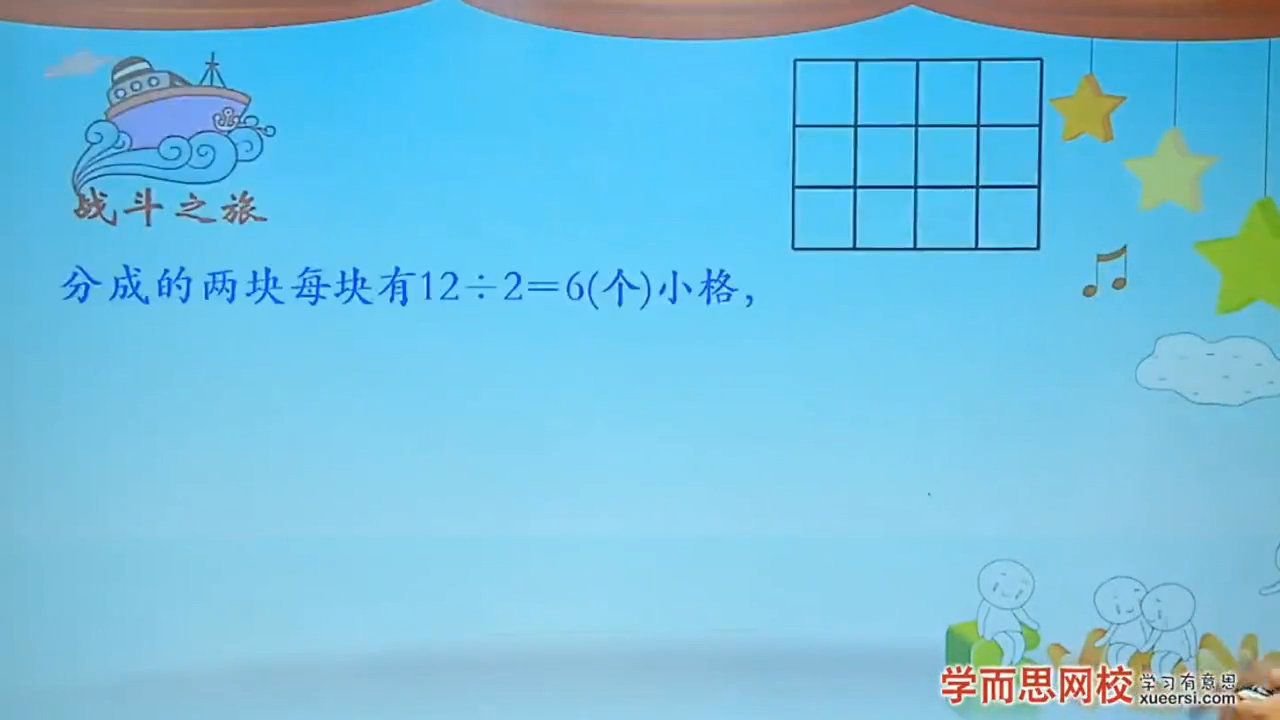 战斗之旅
分成的两块每块有12÷2=6(个)小格,
学而思网校
学习有意思
xueersi.com